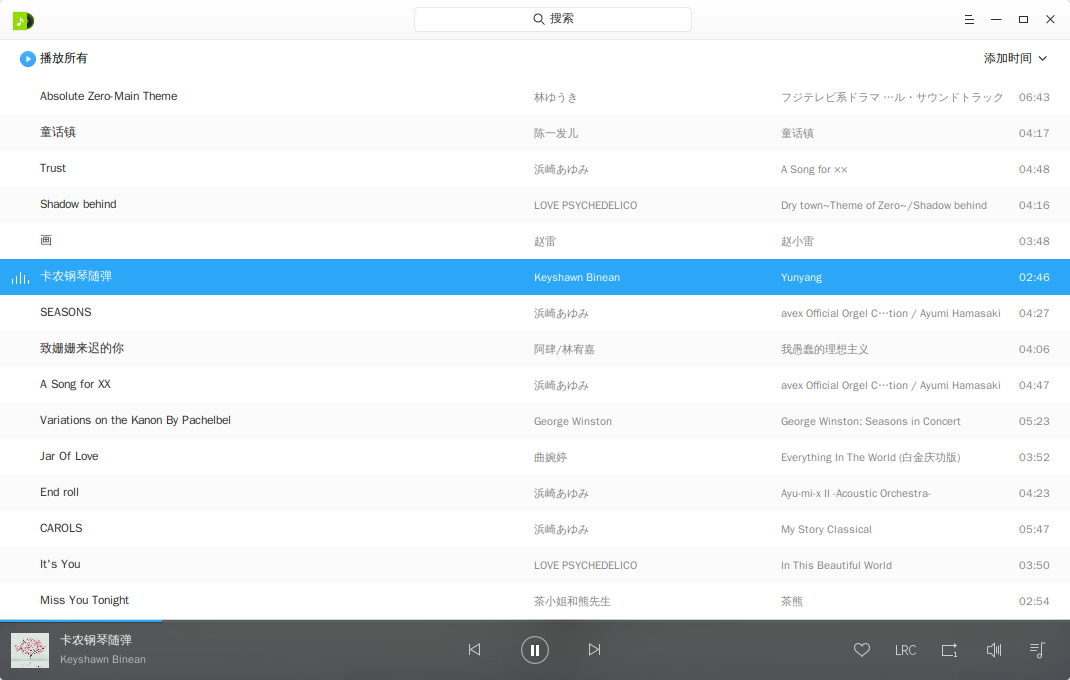 搜索
播放所有 添加时间
Absolute Zero-Main Theme 林ゆうき フジテレビ系ドラマ …ル・サウンドトラック 06:43
童话镇 陈一发儿 童话镇 04:17
Trust 浜崎あゆみ A Song for ×× 04:48
Shadow behind LOVE PSYCHEDELICO Dry town~Theme of Zero~/Shadow behind 04:16
画 赵雷 赵小雷 03:48
卡农钢琴随弹 Keyshawn Binean Yunyang 02:46
SEASONS 浜崎あゆみ avex Official Orgel C…tion / Ayumi Hamasaki 04:27
致姗姗来迟的你 阿肆/林宥嘉 我愚蠢的理想主义 04:06
A Song for XX 浜崎あゆみ avex Official Orgel C…tion / Ayumi Hamasaki 04:47
Variations on the Kanon By Pachelbel George Winston George Winston: Seasons in Concert 05:23
Jar Of Love 曲婉婷 Everything In The World (白金庆功版) 03:52
End roll 浜崎あゆみ Ayu-mi-x II -Acoustic Orchestra- 04:23
CAROLS 浜崎あゆみ My Story Classical 05:47
It's You LOVE PSYCHEDELICO In This Beautiful World 03:50
Miss You Tonight 茶小姐和熊先生 茶熊 02:54
卡农钢琴随弹
Keyshawn Binean
LRC 1